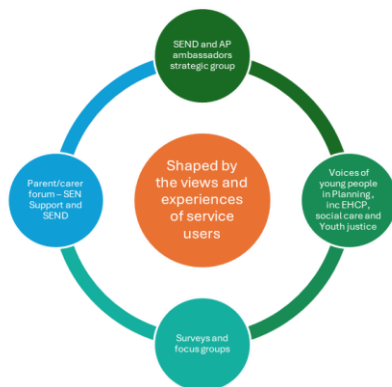 SEND and AP
ambassadors
strategic group
Parent/carer
forum – SEN
Support and
SEND
Shaped by
the views and
experiences
of service
users
Voices of
young people
in Planning,
inc EHCP,
social care and
Youth justice
Surveys and
focus groups